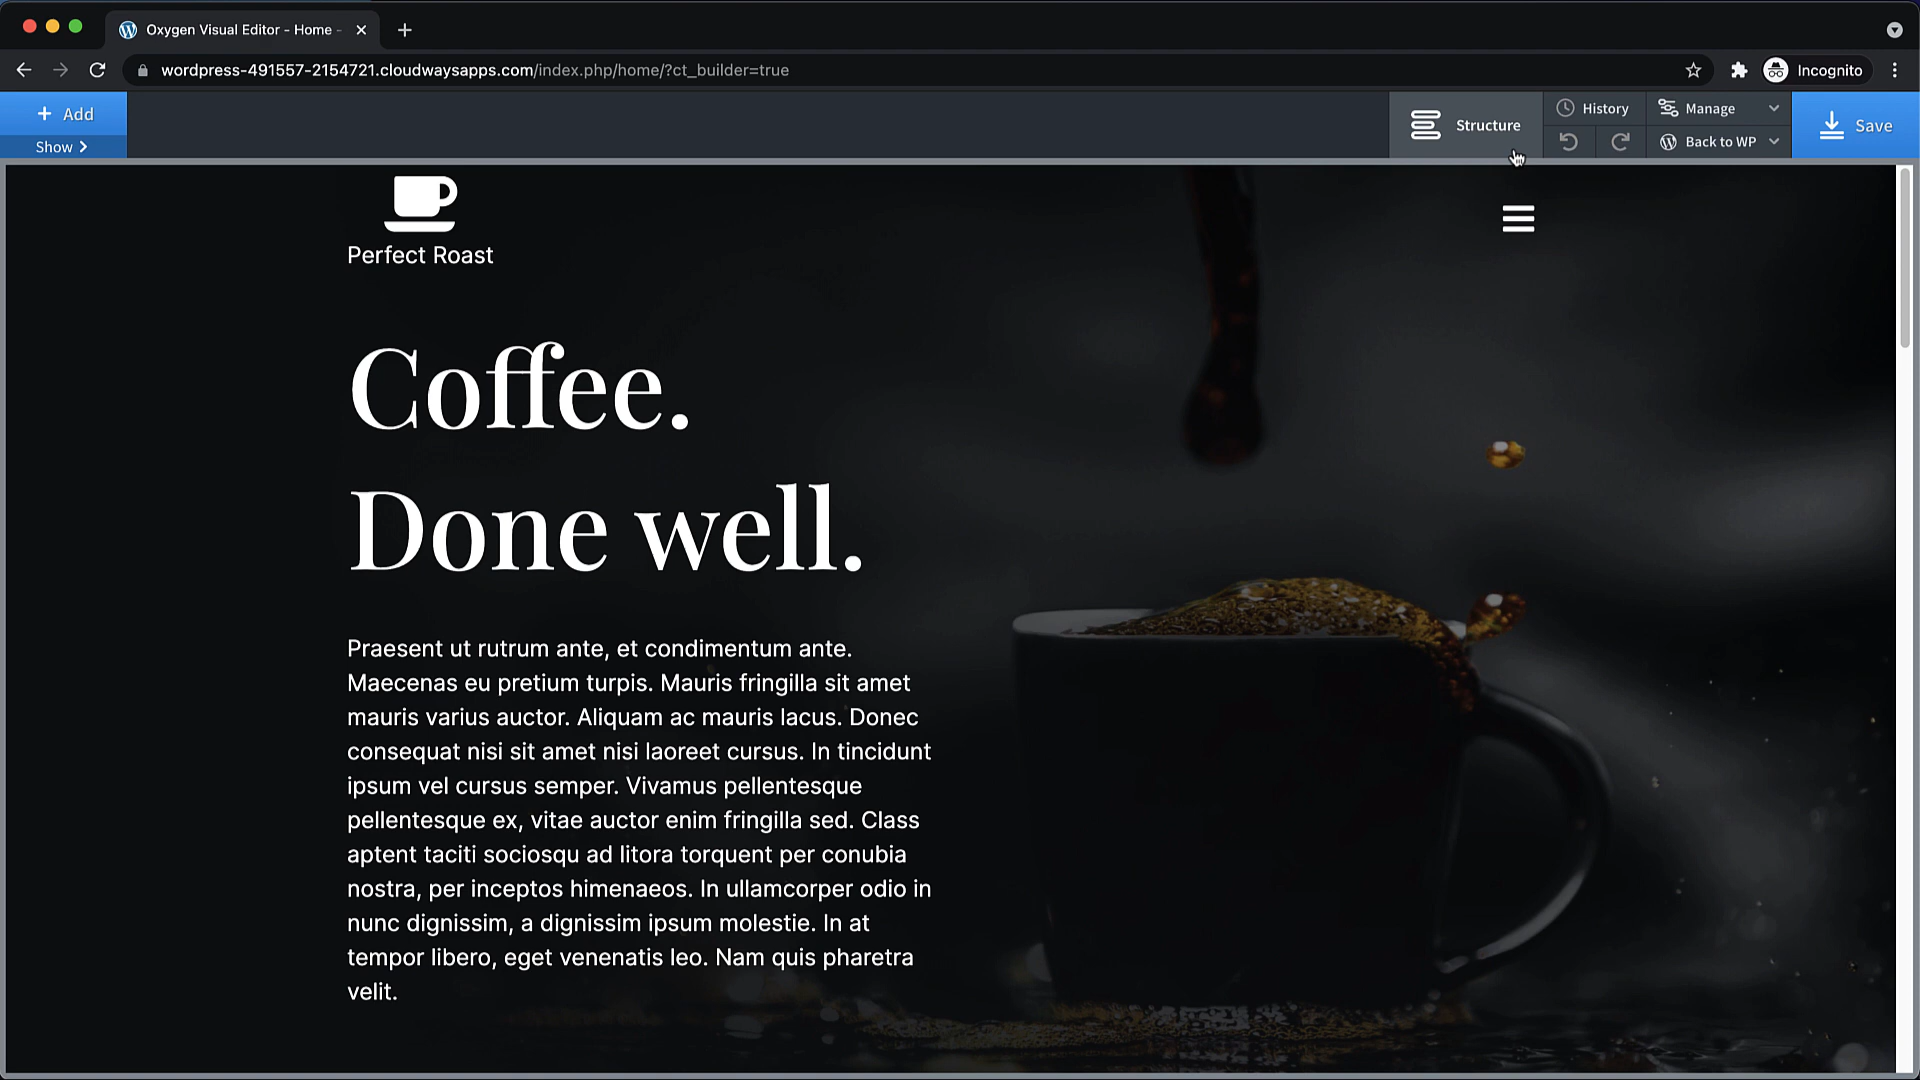 Oxygen Visual Editor - Home -
wordpress-491557-2154721.cloudwaysapps.com/index.php/home/?ct_builder=true
Incognito
+ Add
Show
Structure
History
Manage
Back to WP
Save
Perfect Roast
Coffee.
Done well.
Praesent ut rutrum ante, et condimentum ante.
Maecenas eu pretium turpis. Mauris fringilla sit amet
mauris varius auctor. Aliquam ac mauris lacus. Donec
consequat nisi sit amet nisi laoreet cursus. In tincidunt
ipsum vel cursus semper. Vivamus pellentesque
pellentesque ex, vitae auctor enim fringilla sed. Class
aptent taciti sociosqu ad litora torquent per conubia
nostra, per inceptos himenaeos. In ullamcorper odio in
nunc dignissim, a dignissim ipsum molestie. In at
tempor libero, eget venenatis leo. Nam quis pharetra
velit.